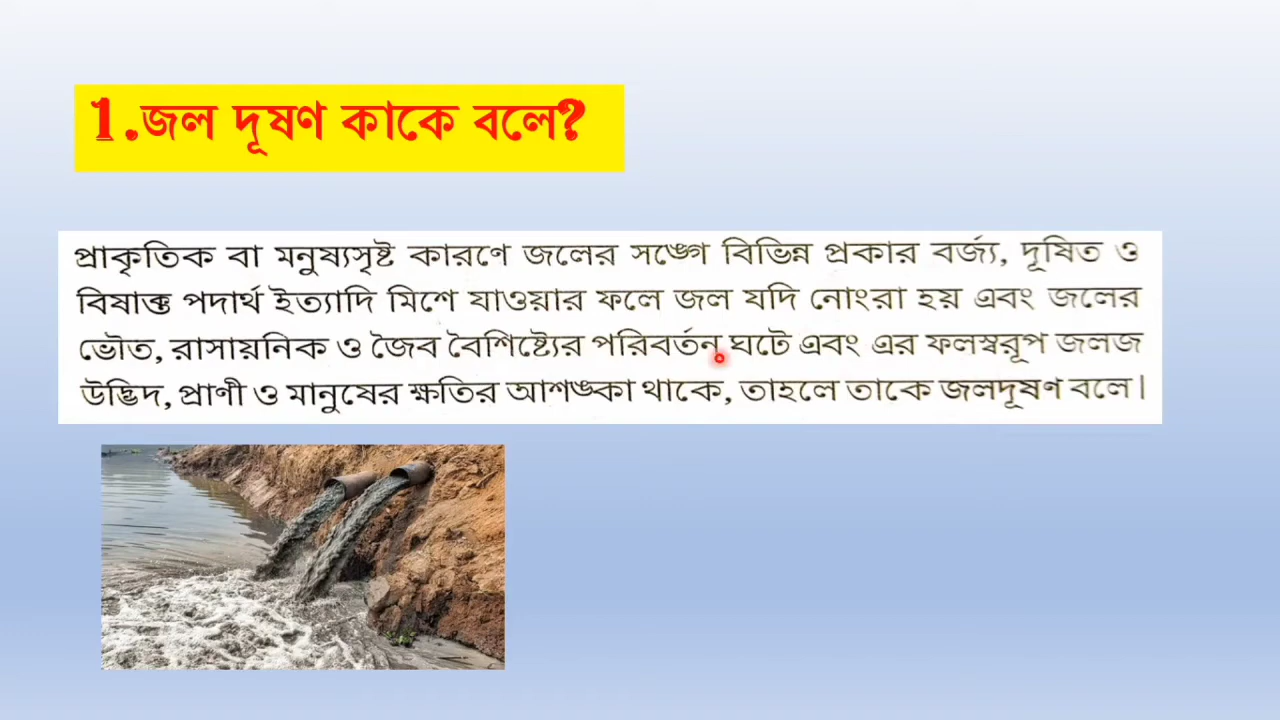 1.জল দূষণ কাকে বলে?
প্রাকৃতিক বা মনুষ্যসৃষ্ট কারণে জলের সঙ্গে বিভিন্ন প্রকার বর্জ্য, দূষিত ও
বিষাক্ত পদার্থ ইত্যাদি মিশে যাওয়ার ফলে জল যদি নোংরা হয় এবং জলের
ভৌত, রাসায়নিক ও জৈব বৈশিষ্ট্যের পরিবর্তন ঘটে এবং এর ফলস্বরূপ জলজ
উদ্ভিদ, প্রাণী ও মানুষের ক্ষতির আশঙ্কা থাকে, তাহলে তাকে জলদূষণ বলে।